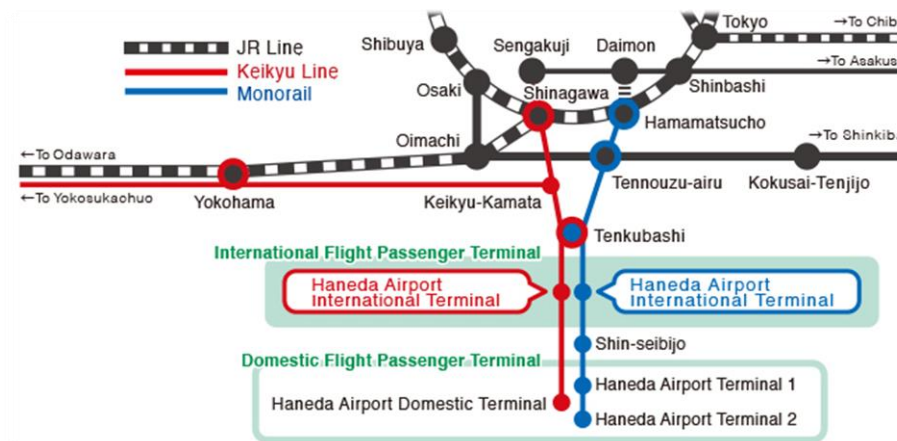 JR Line
Keikyu Line
Monorail
Shibuya
Sengakuji
Daimon
Tokyo
→To Chib
→To Asakus
Osaki
Shinagawa
Shinbashi
Oimachi
Hamamatsucho
→To Shinkiba
←To Odawara
Tennouzu-airu
Kokusai-Tenjijo
Yokohama
Keikyu-Kamata
←To Yokosukaohuo
Tenkubashi
International Flight Passenger Terminal
Haneda Airport
International Terminal
Haneda Airport
International Terminal
Shin-seibijo
Domestic Flight Passenger Terminal
Haneda Airport Terminal 1
Haneda Airport Domestic Terminal
Haneda Airport Terminal 2